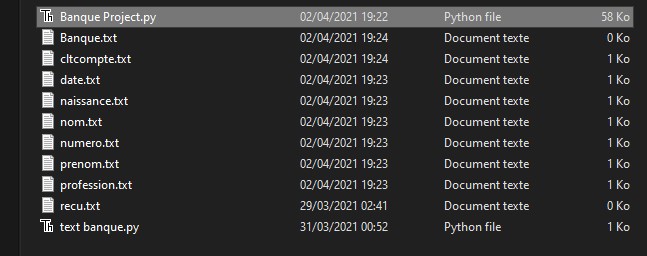 Banque Project.py 02/04/2021 19:22 Python file 58 Ko
Banque.txt 02/04/2021 19:24 Document texte 0 Ko
cltcompte.txt 02/04/2021 19:24 Document texte 1 Ko
date.txt 02/04/2021 19:23 Document texte 1 Ko
naissance.txt 02/04/2021 19:23 Document texte 1 Ko
nom.txt 02/04/2021 19:23 Document texte 1 Ko
numero.txt 02/04/2021 19:23 Document texte 1 Ko
prenom.txt 02/04/2021 19:23 Document texte 1 Ko
profession.txt 02/04/2021 19:23 Document texte 1 Ko
recu.txt 29/03/2021 02:41 Document texte 0 Ko
text banque.py 31/03/2021 00:52 Python file 1 Ko